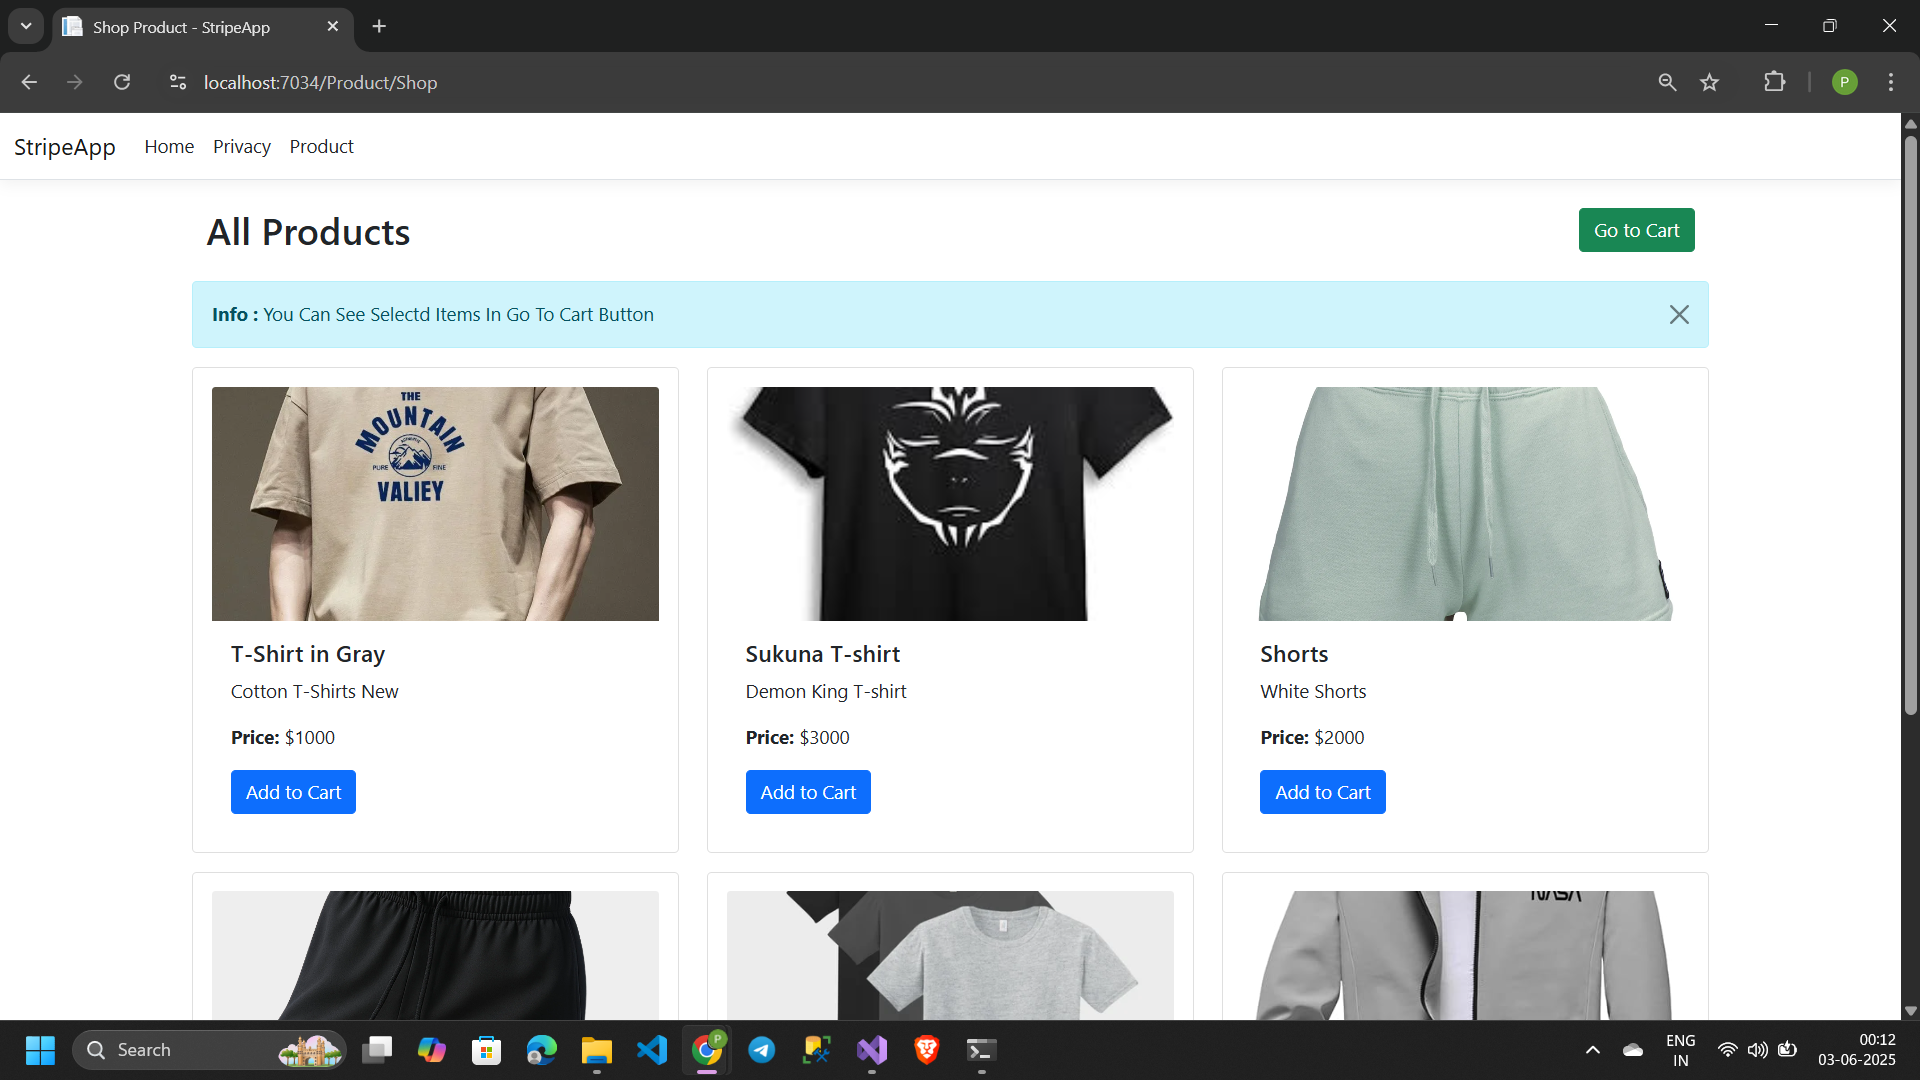 Shop Product - StripeApp
localhost:7034/Product/Shop
P
StripeApp Home Privacy Product
All Products
Go to Cart
Info : You Can See Selectd Items In Go To Cart Button
THE
MOUNTAIN
AUTHENTIC
PURE FINE
VALIEY
T-Shirt in Gray
Cotton T-Shirts New
Price: $1000
Add to Cart
Sukuna T-shirt
Demon King T-shirt
Price: $3000
Add to Cart
Shorts
White Shorts
Price: $2000
Add to Cart
NASA
Search
P
ENG
IN
00:12
03-06-2025